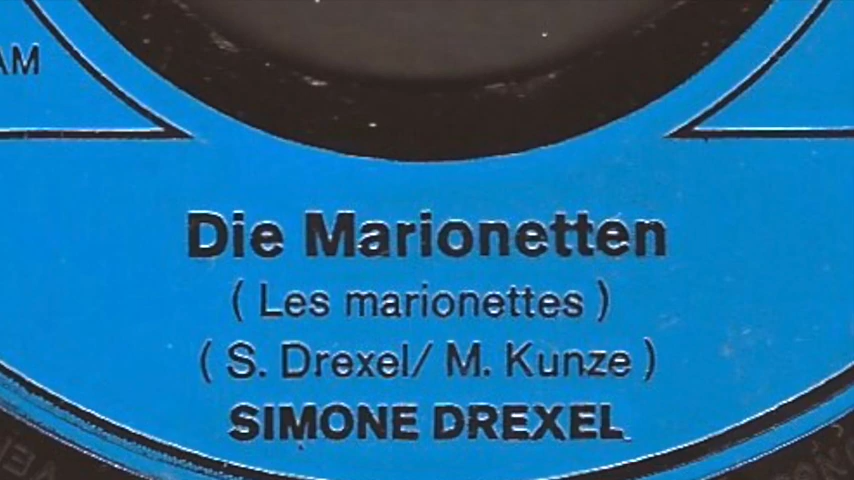 Die Marionetten
( Les marionettes )
( S. Drexel/ M. Kunze )
SIMONE DREXEL